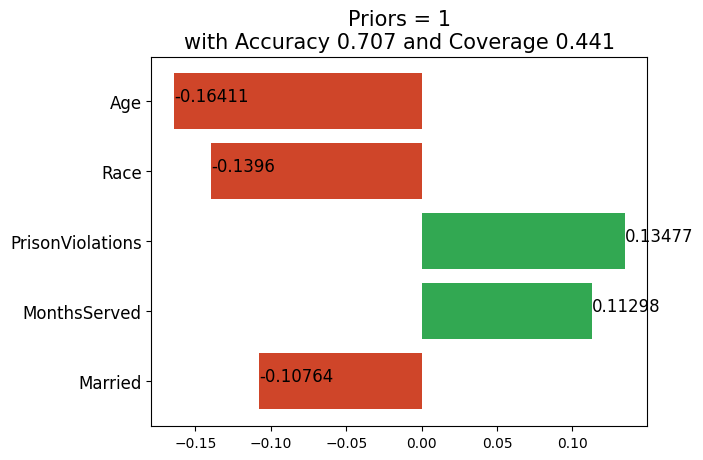 Priors = 1
with Accuracy 0.707 and Coverage 0.441
Age
-0.16411
Race
-0.1396
PrisonViolations
0.13477
MonthsServed
0.11298
Married
-0.10764
−0.15 −0.10 −0.05 0.00 0.05 0.10